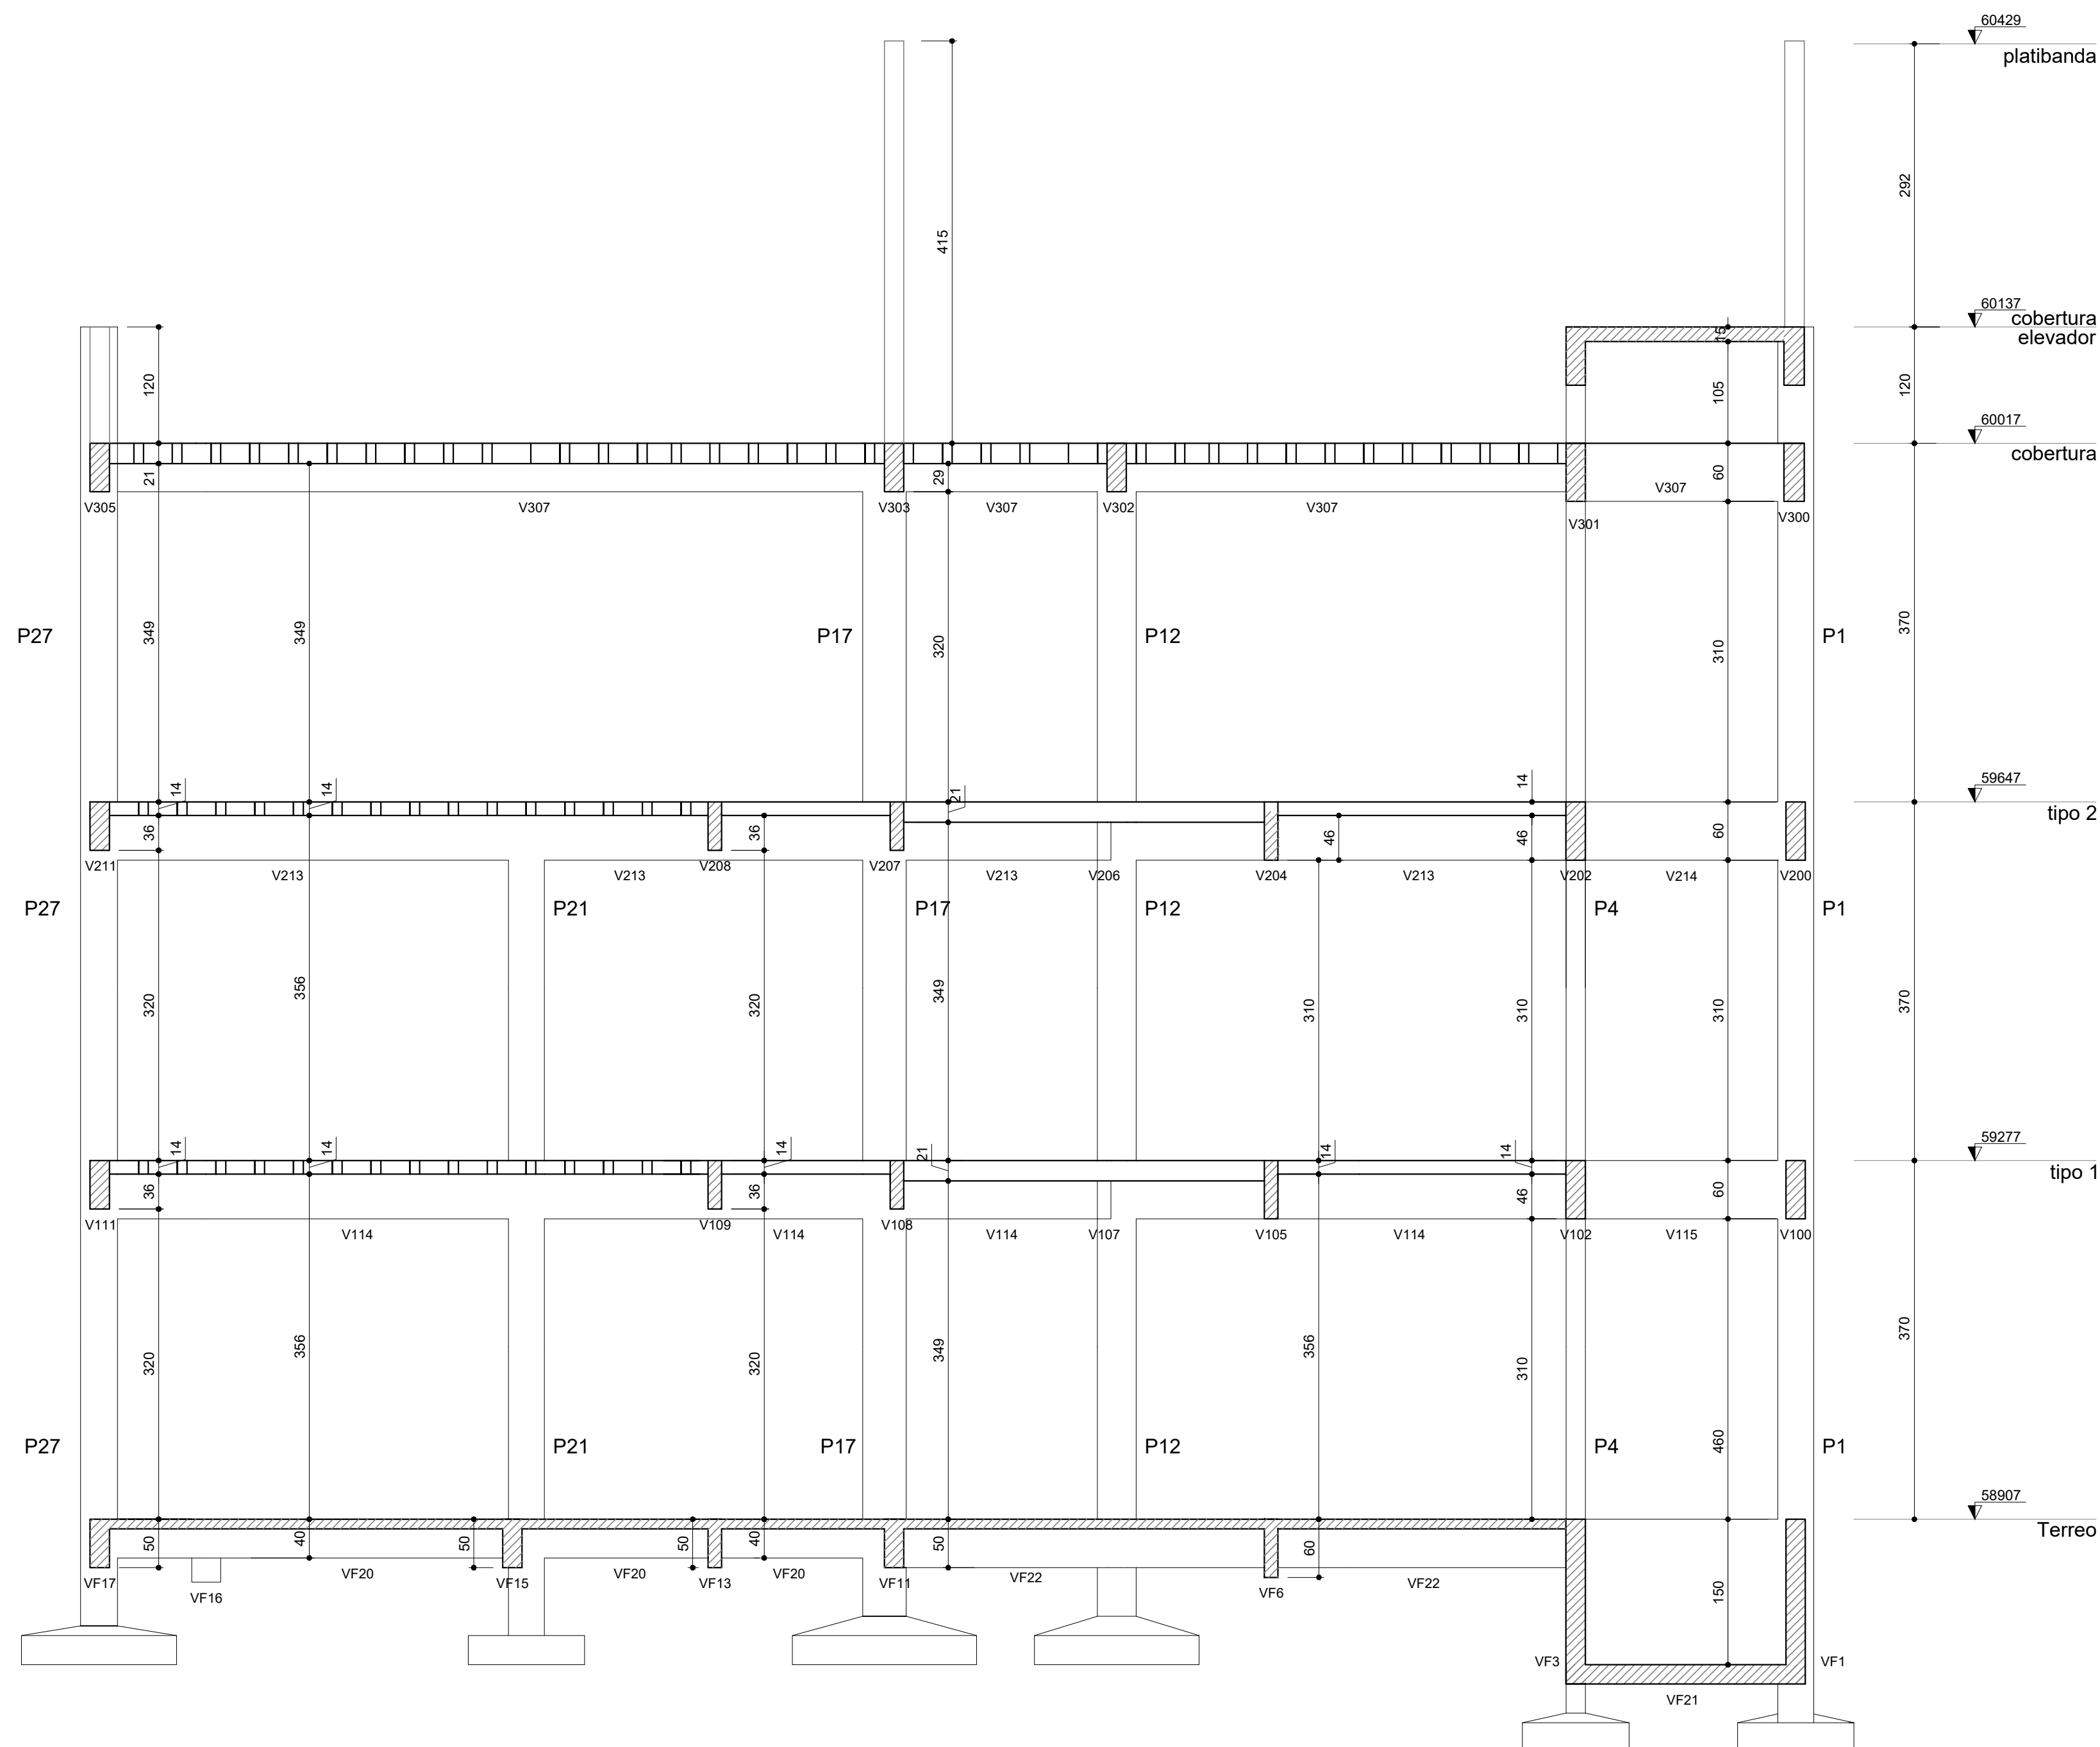 60429
platibanda
292
415
60137
cobertura
elevador
15
120
105
120
60017
cobertura
21
29
60
V305
V307
V303
V307
V302
V307
V301
V307
V300
P27
349
349
P17
320
P12
310
P1
370
14
14
21
14
59647
tipo 2
36
36
46
46
60
V211
V213
V213
V208
V207
V213
V206
V204
V213
V202
V214
V200
P27
P21
P17
P12
P4
P1
320
356
320
349
310
310
310
370
14
14
14
21
14
14
59277
tipo 1
36
36
46
60
V111
V114
V109
V114
V108
V114
V107
V105
V114
V102
V115
V100
320
356
320
349
356
310
370
P27
P21
P17
P12
P4
460
P1
58907
Terreo
50
40
50
50
40
50
60
150
VF17
VF16
VF20
VF15
VF20
VF13
VF20
VF11
VF22
VF6
VF22
VF3
VF1
VF21